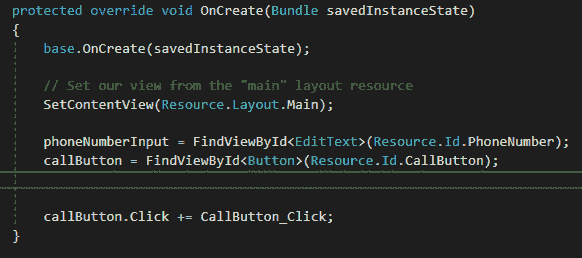 protected override void OnCreate(Bundle savedInstanceState)
{
base.OnCreate(savedInstanceState);
// Set our view from the "main" layout resource
SetContentView(Resource.Layout.Main);
phoneNumberInput = FindViewById<EditText>(Resource.Id.PhoneNumber);
callButton = FindViewById<Button>(Resource.Id.CallButton);
callButton.Click += CallButton_Click;
}